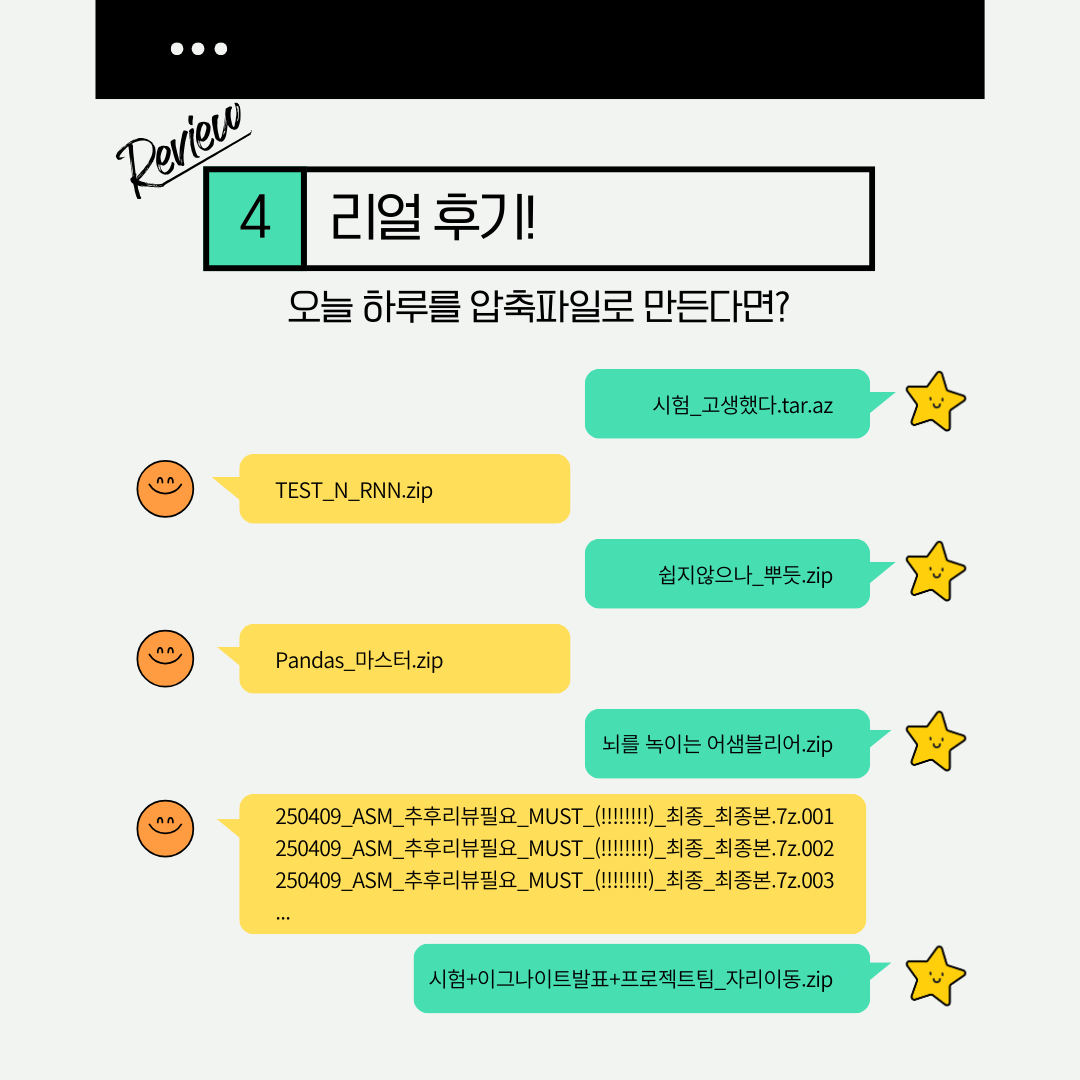 Review
4 리얼 후기!
오늘 하루를 압축파일로 만든다면?
시험_고생했다.tar.az
TEST_N_RNN.zip
쉽지않으나_뿌듯.zip
Pandas_마스터.zip
뇌를 녹이는 어샘블리어.zip
250409_ASM_추후리뷰필요_MUST_(!!!!!!!!)_최종_최종본.7z.001
250409_ASM_추후리뷰필요_MUST_(!!!!!!!!)_최종_최종본.7z.002
250409_ASM_추후리뷰필요_MUST_(!!!!!!!!)_최종_최종본.7z.003
...
시험+이그나이트발표+프로젝트팀_자리이동.zip